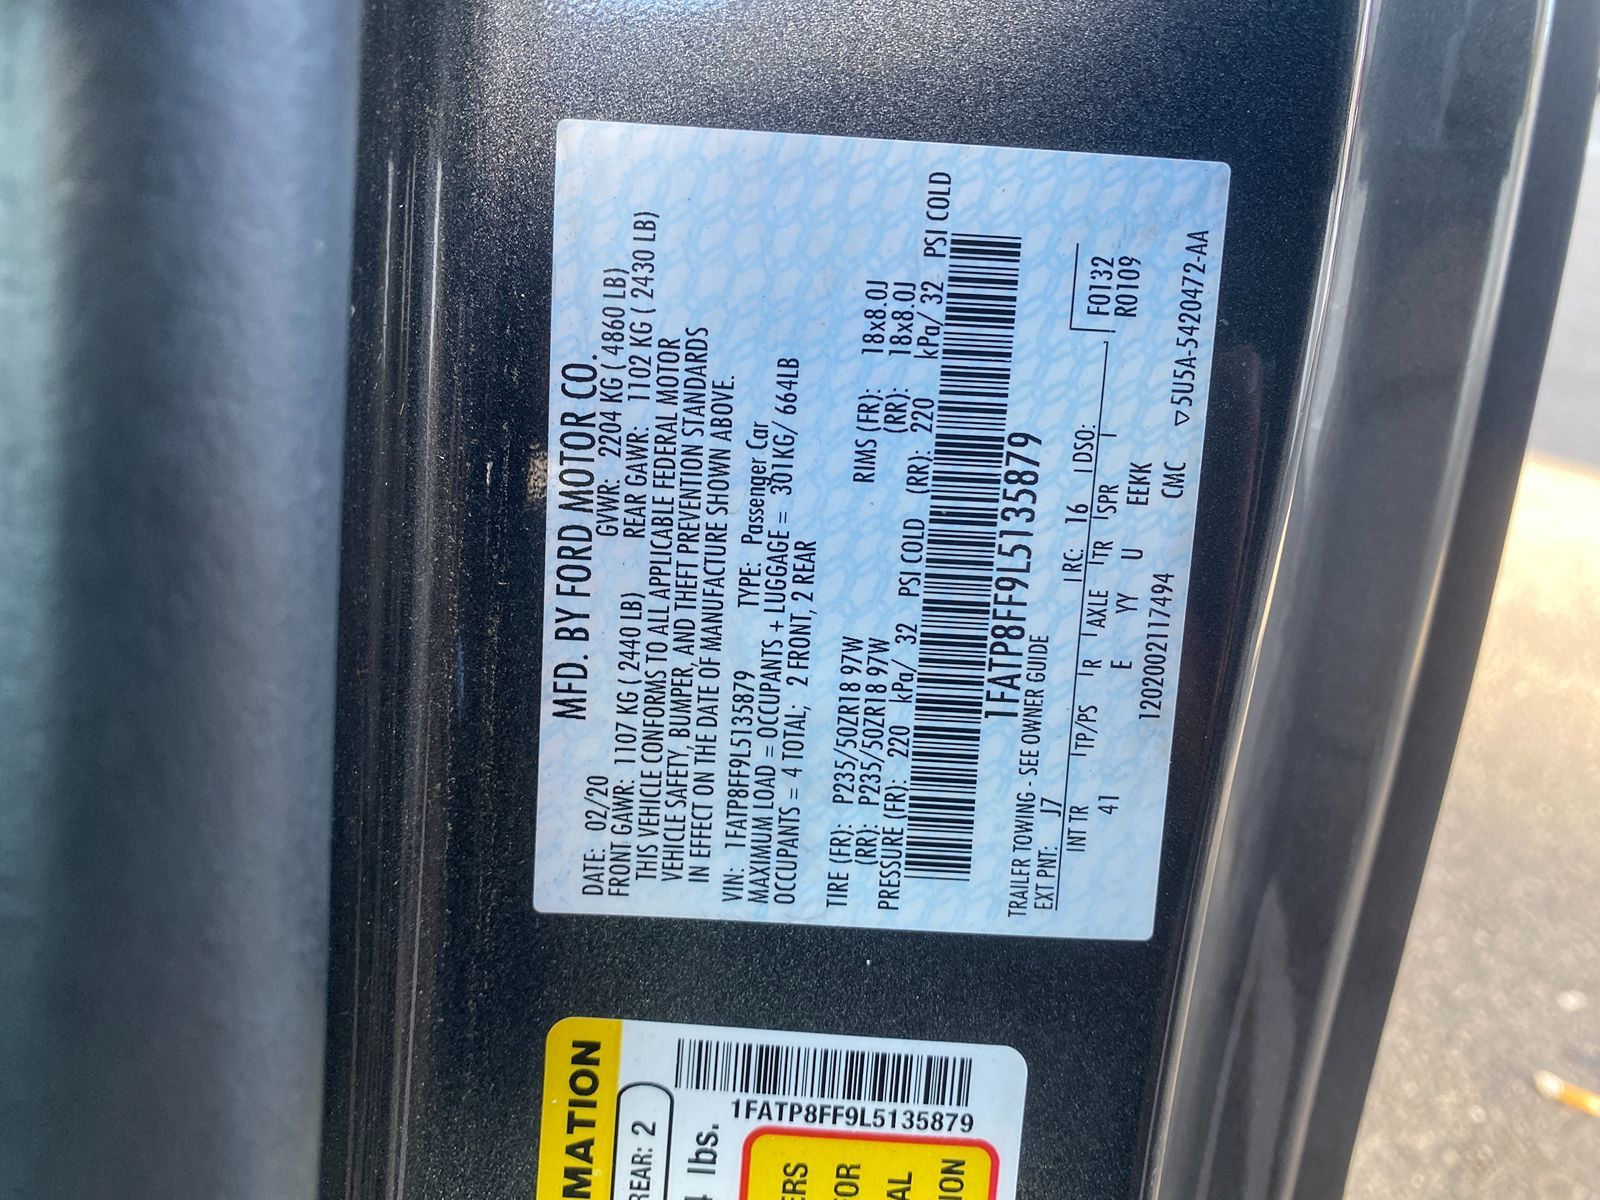 MFD. BY FORD MOTOR CO.
DATE: 02/20 GVWR: 2204 KG ( 4860 LB)
FRONT GAWR: 1107 KG ( 2440 LB) REAR GAWR: 1102 KG ( 2430 LB)
THIS VEHICLE CONFORMS TO ALL APPLICABLE FEDERAL MOTOR
VEHICLE SAFETY, BUMPER, AND THEFT PREVENTION STANDARDS
IN EFFECT ON THE DATE OF MANUFACTURE SHOWN ABOVE.
VIN: 1FATP8FF9L5135879 TYPE: Passenger Car
MAXIMUM LOAD = OCCUPANTS + LUGGAGE = 301KG/ 664LB
OCCUPANTS = 4 TOTAL; 2 FRONT, 2 REAR
TIRE (FR): P235/50ZR18 97W RIMS (FR): 18x8.0J
(RR): P235/50ZR18 97W (RR): 18x8.0J
PRESSURE (FR): 220 kPa/ 32 PSI COLD (RR): 220 kPa/ 32 PSI COLD
1FATP8FF9L5135879
TRAILER TOWING - SEE OWNER GUIDE
EXT PNT: J7 RC: 16 DSO:
INT TR TP/PS R AXLE TR SPR
F0132
41 E YY U EEKK
R0109
1202002117494 CMC
▽5U5A-5420472-AA
MATION
REAR: 2
4 lbs.
1FATP8FF9L5135879
ERS
OR
AL
ION